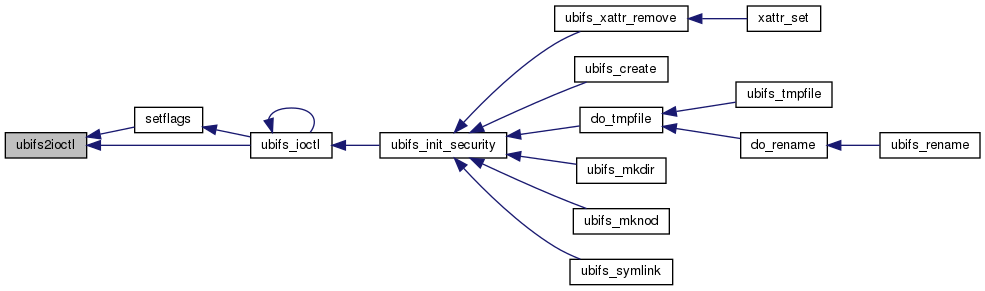 ubifs_xattr_remove
xattr_set
ubifs_create
ubifs_tmpfile
setflags
do_tmpfile
ubifs2ioctl
ubifs_ioctl
ubifs_init_security
do_rename
ubifs_rename
ubifs_mkdir
ubifs_mknod
ubifs_symlink